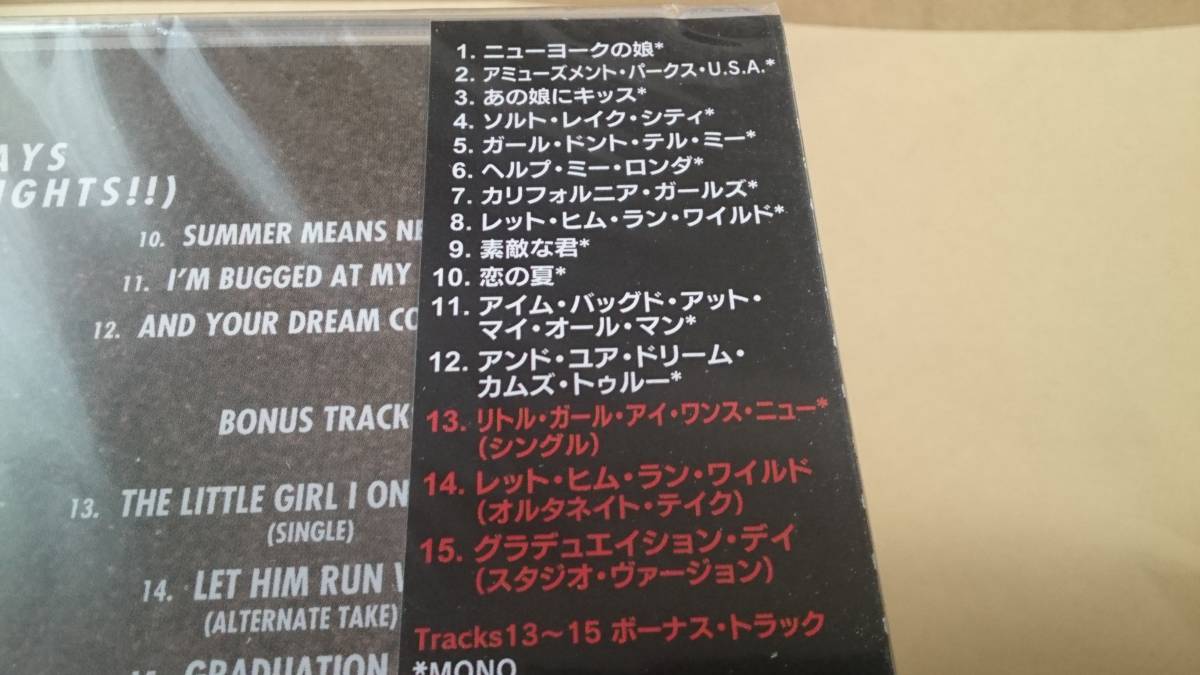 AYS
IGHTS!!)
10. SUMMER MEANS
11. I'M BUGGED AT MY
12. AND YOUR DREAM
BONUS TRACK
13. THE LITTLE GIRL I
(SINGLE)
14. LET HIM RUN
(ALTERNATE TAKE)
GRADUATION
1. ニューヨークの娘*
2. アミューズメント・パークス・U.S.A.*
3. あの娘にキッス*
4. ソルト・レイク・シティ*
5. ガール・ドント・テル・ミー*
6. ヘルプ・ミー・ロンダ*
7. カリフォルニア・ガールズ*
8. レット・ヒム・ラン・ワイルド*
9. 素敵な君*
10. 恋の夏*
11. アイム・バッグド・アット・
マイ・オール・マン*
12. アンド・ユア・ドリーム・
カムズ・トゥルー*
13. リトル・ガール・アイ・ワンス・ニュー*
(シングル)
14. レット・ヒム・ラン・ワイルド
(オルタネイト・テイク)
15. グラデュエイション・デイ
(スタジオ・ヴァージョン)
Tracks13〜15 ボーナス・トラック
*MONO